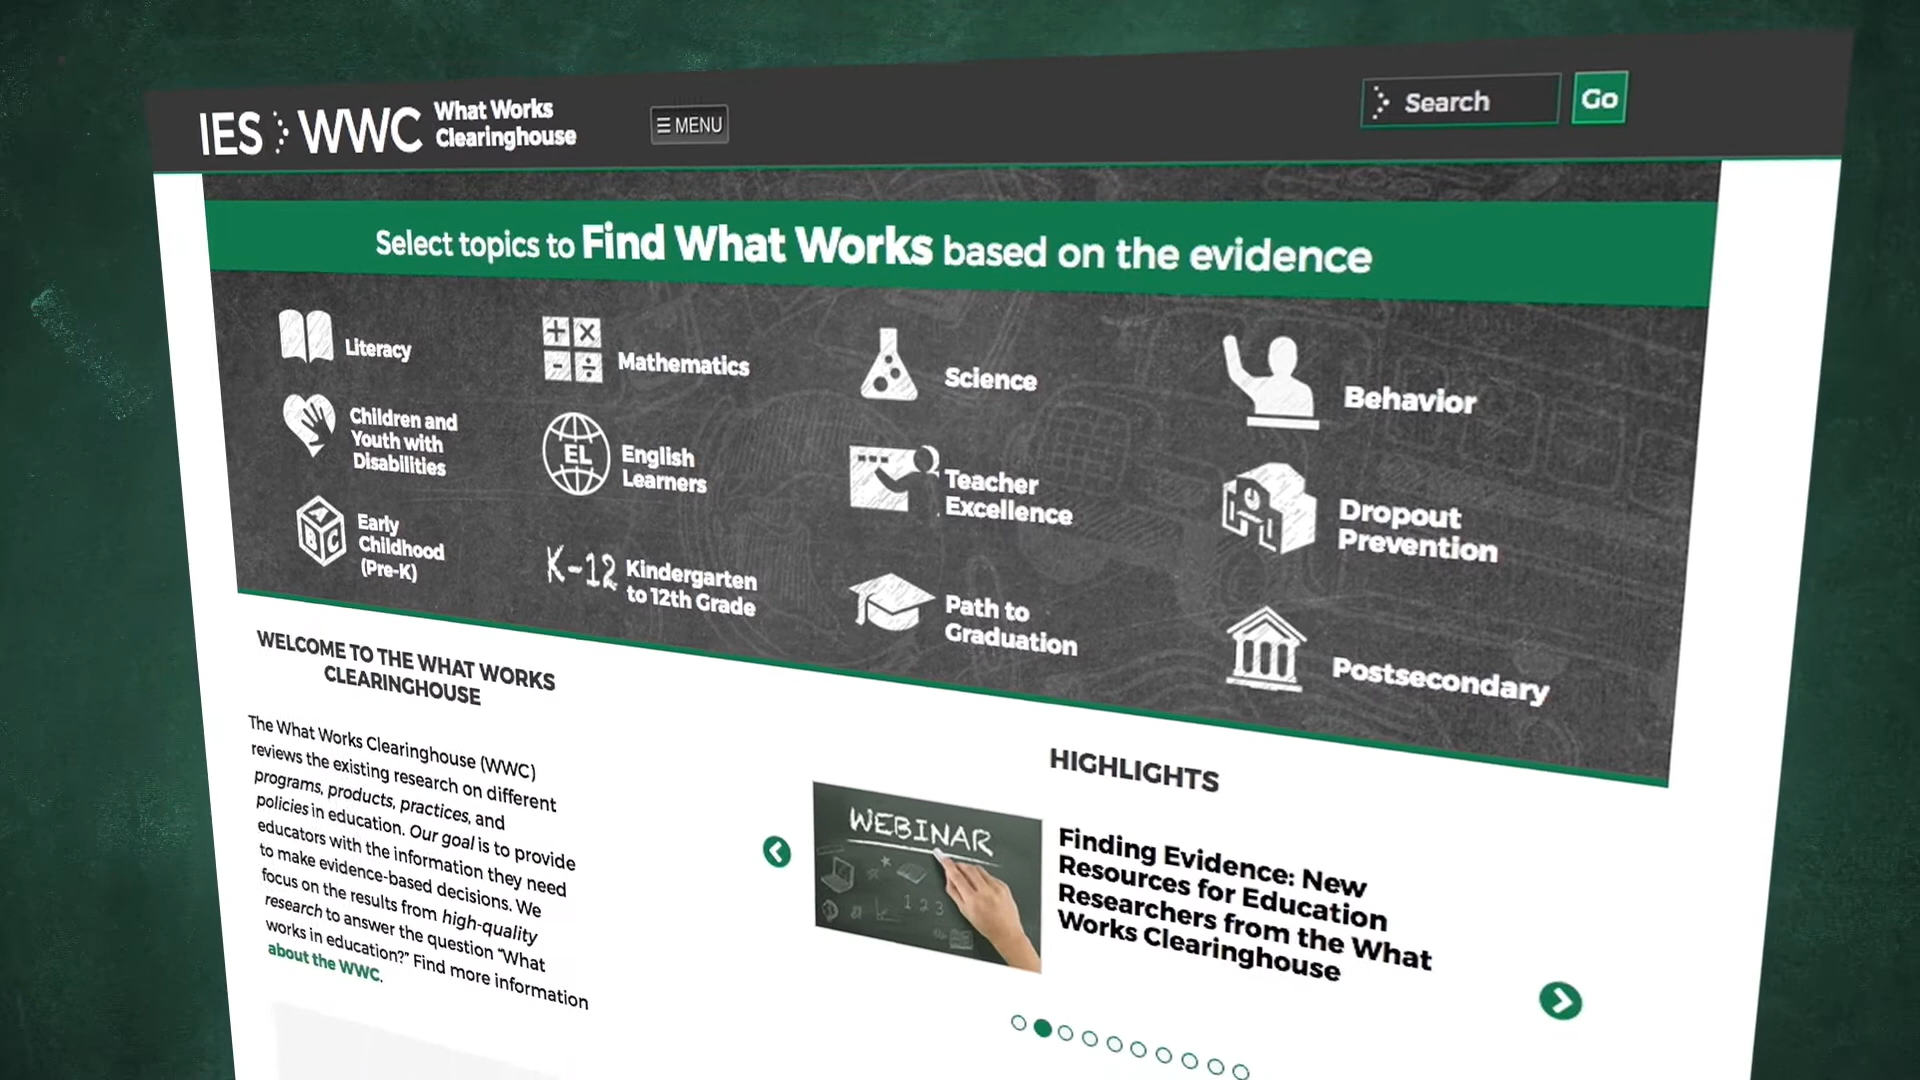 IES WWC What Works
Clearinghouse
☰ MENU
Search
Go
Select topics to Find What Works based on the evidence
Literacy
+ × - ÷
Mathematics
Science
Behavior
Children and
Youth with
Disabilities
EL
English
Learners
Teacher
Excellence
Dropout
Prevention
A
B C
Early
Childhood
(Pre-K)
K-12
Kindergarten
to 12th Grade
Path to
Graduation
Postsecondary
WELCOME TO THE WHAT WORKS
CLEARINGHOUSE
The What Works Clearinghouse (WWC)
reviews the existing research on different
programs, products, practices, and
policies in education. Our goal is to provide
educators with the information they need
to make evidence-based decisions. We
focus on the results from high-quality
research to answer the question "What
works in education?" Find more information
about the WWC.
HIGHLIGHTS
WEBINAR
1 2 3
Finding Evidence: New
Resources for Education
Researchers from the What
Works Clearinghouse